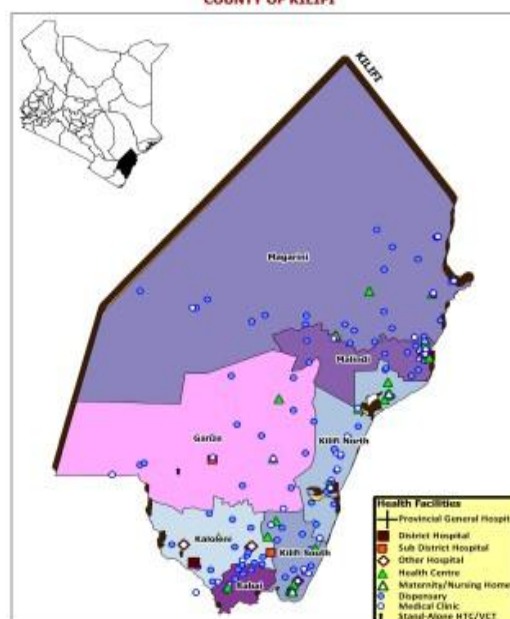 COUNTY OF KILIFI
KILIFI
Magarini
Malindi
Ganze
Kilifi North
Kaloleni
Kilifi South
Rabai
Health Facilities
Provincial General Hospit
District Hospital
Sub District Hospital
Other Hospital
Health Centre
Maternity/Nursing Home
Dispensary
Medical Clinic
Stand-Alone HTC/VCT